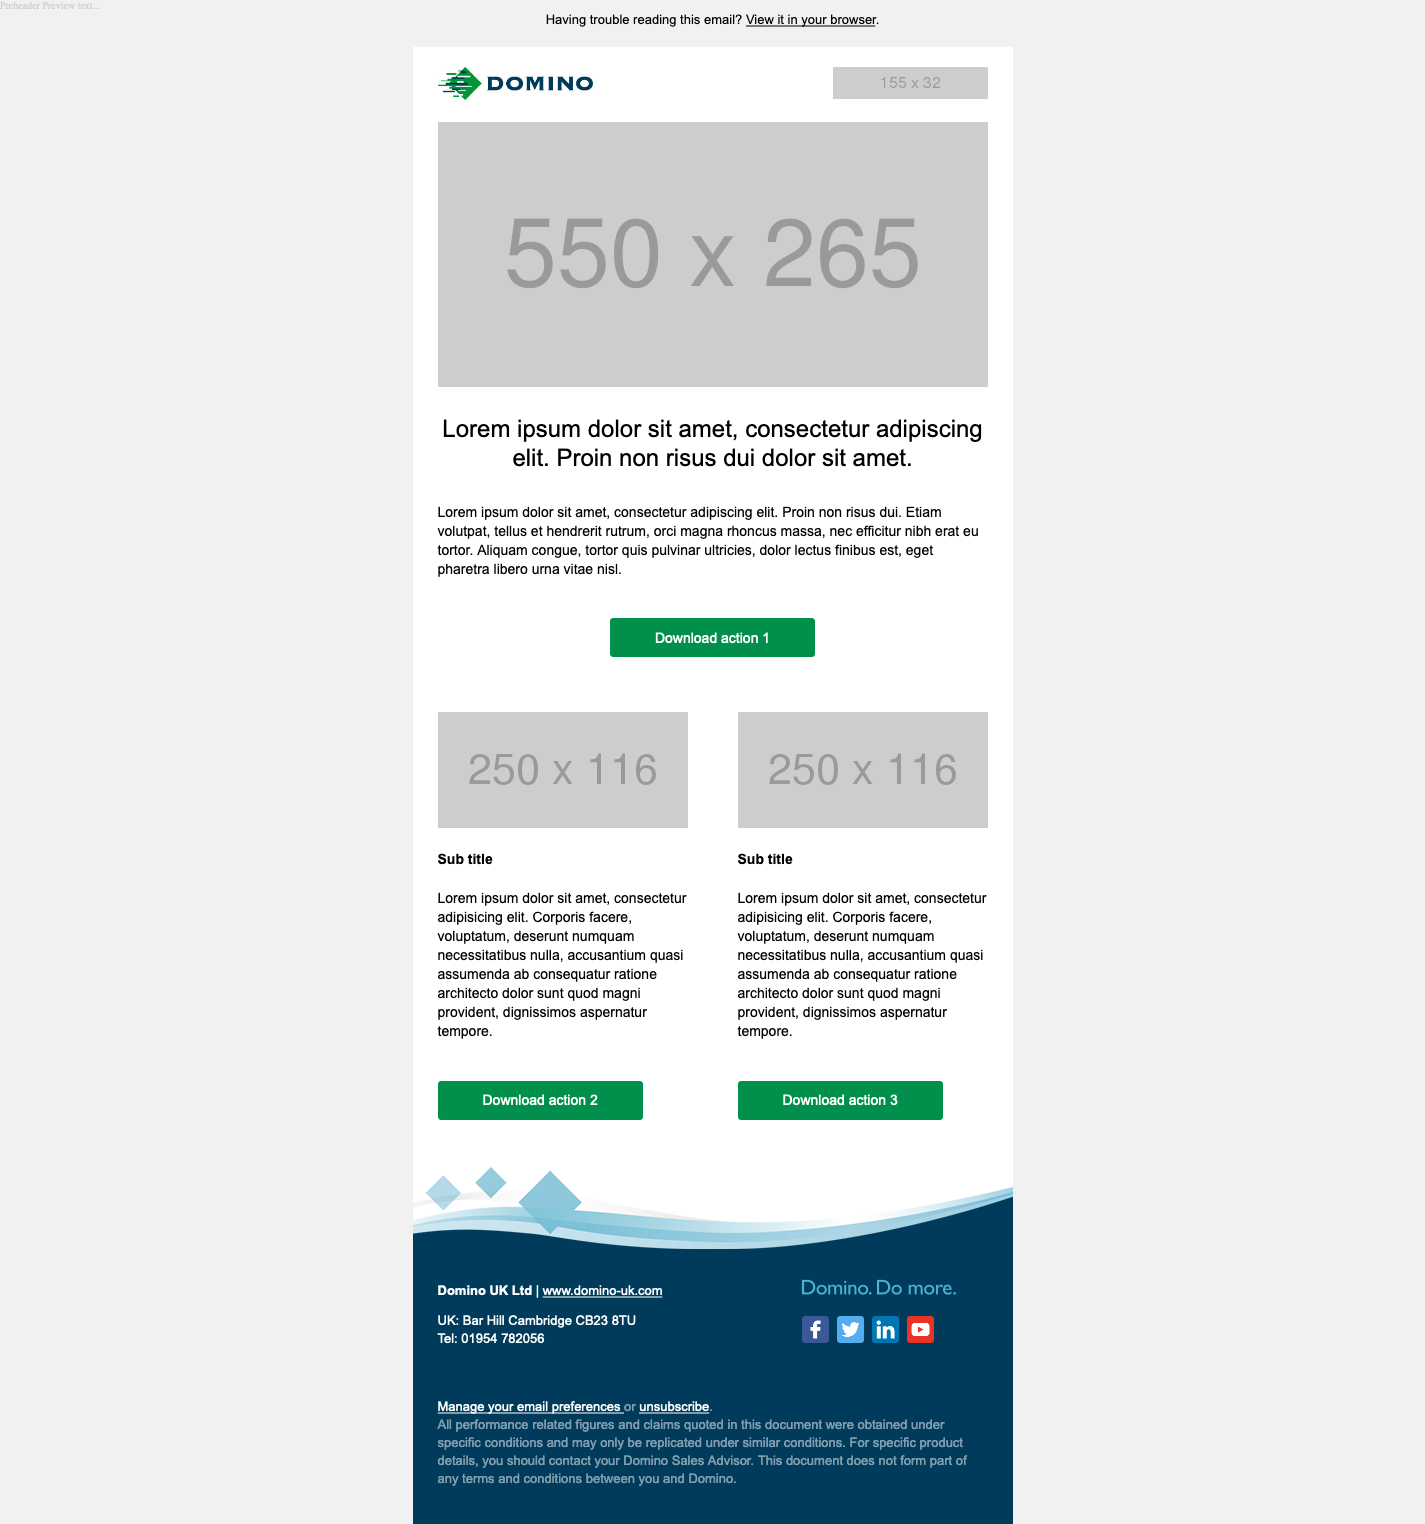 Preheader Preview text...
Having trouble reading this email? View it in your browser.
DOMINO
155 x 32
550 x 265
Lorem ipsum dolor sit amet, consectetur adipiscing
elit. Proin non risus dui dolor sit amet.
Lorem ipsum dolor sit amet, consectetur adipiscing elit. Proin non risus dui. Etiam
volutpat, tellus et hendrerit rutrum, orci magna rhoncus massa, nec efficitur nibh erat eu
tortor. Aliquam congue, tortor quis pulvinar ultricies, dolor lectus finibus est, eget
pharetra libero urna vitae nisl.
Download action 1
250 x 116
Sub title
Lorem ipsum dolor sit amet, consectetur
adipisicing elit. Corporis facere,
voluptatum, deserunt numquam
necessitatibus nulla, accusantium quasi
assumenda ab consequatur ratione
architecto dolor sunt quod magni
provident, dignissimos aspernatur
tempore.
Download action 2
250 x 116
Sub title
Lorem ipsum dolor sit amet, consectetur
adipisicing elit. Corporis facere,
voluptatum, deserunt numquam
necessitatibus nulla, accusantium quasi
assumenda ab consequatur ratione
architecto dolor sunt quod magni
provident, dignissimos aspernatur
tempore.
Download action 3
Domino UK Ltd | www.domino-uk.com
UK: Bar Hill Cambridge CB23 8TU
Tel: 01954 782056
Domino. Do more.
Manage your email preferences or unsubscribe.
All performance related figures and claims quoted in this document were obtained under
specific conditions and may only be replicated under similar conditions. For specific product
details, you should contact your Domino Sales Advisor. This document does not form part of
any terms and conditions between you and Domino.